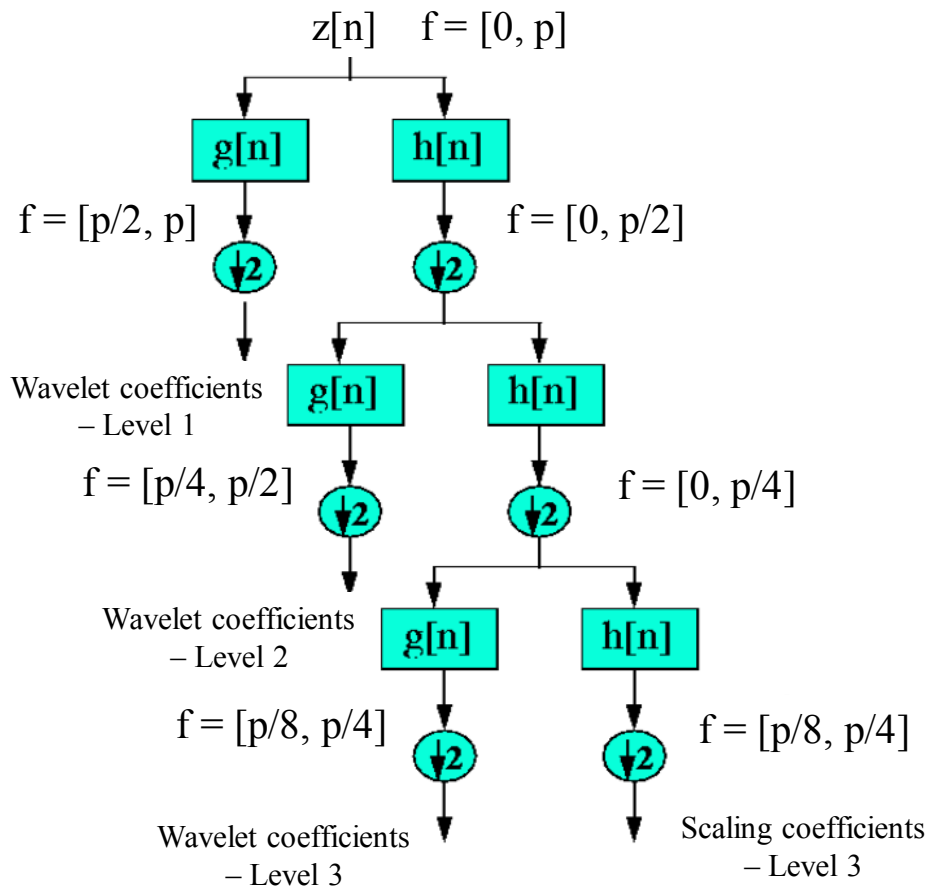 z[n] f = [0, p]
g[n] h[n]
f = [p/2, p] f = [0, p/2]
↓2 ↓2
Wavelet coefficients
– Level 1
g[n] h[n]
f = [p/4, p/2] f = [0, p/4]
↓2 ↓2
Wavelet coefficients
– Level 2
g[n] h[n]
f = [p/8, p/4] f = [p/8, p/4]
↓2 ↓2
Wavelet coefficients
– Level 3
Scaling coefficients
– Level 3